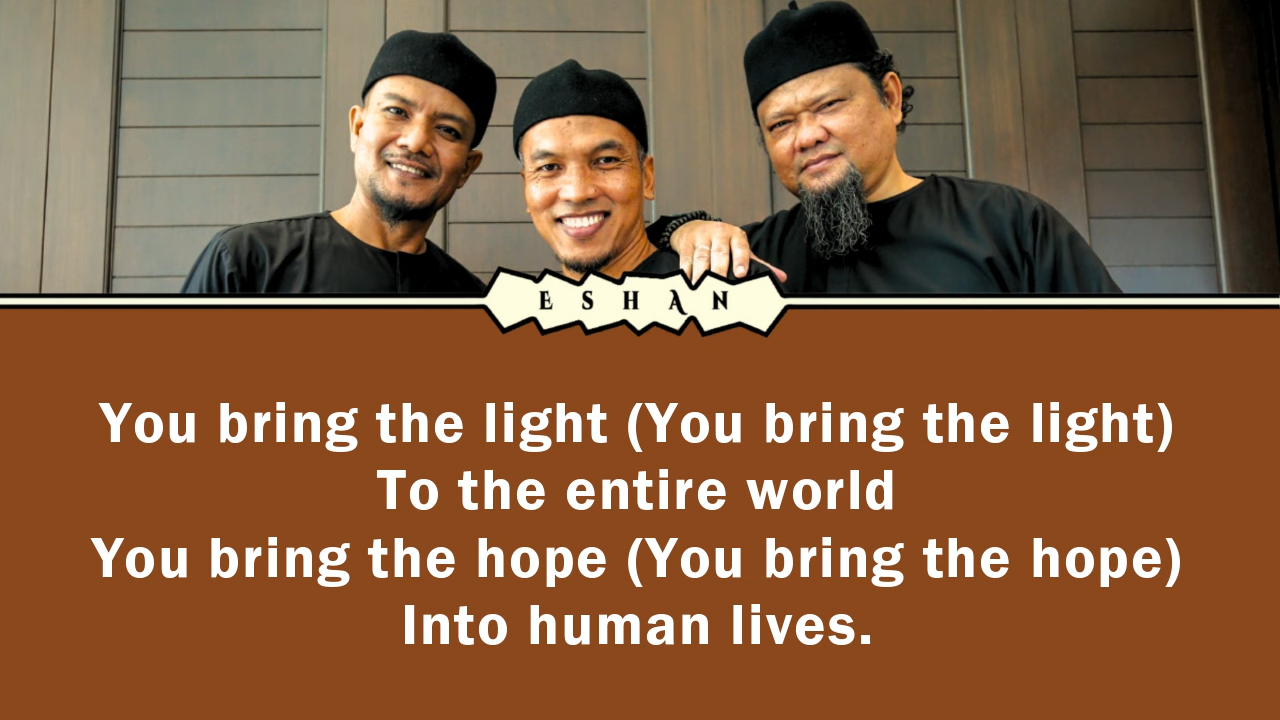 ESHAN
You bring the light (You bring the light)
To the entire world
You bring the hope (You bring the hope)
Into human lives.